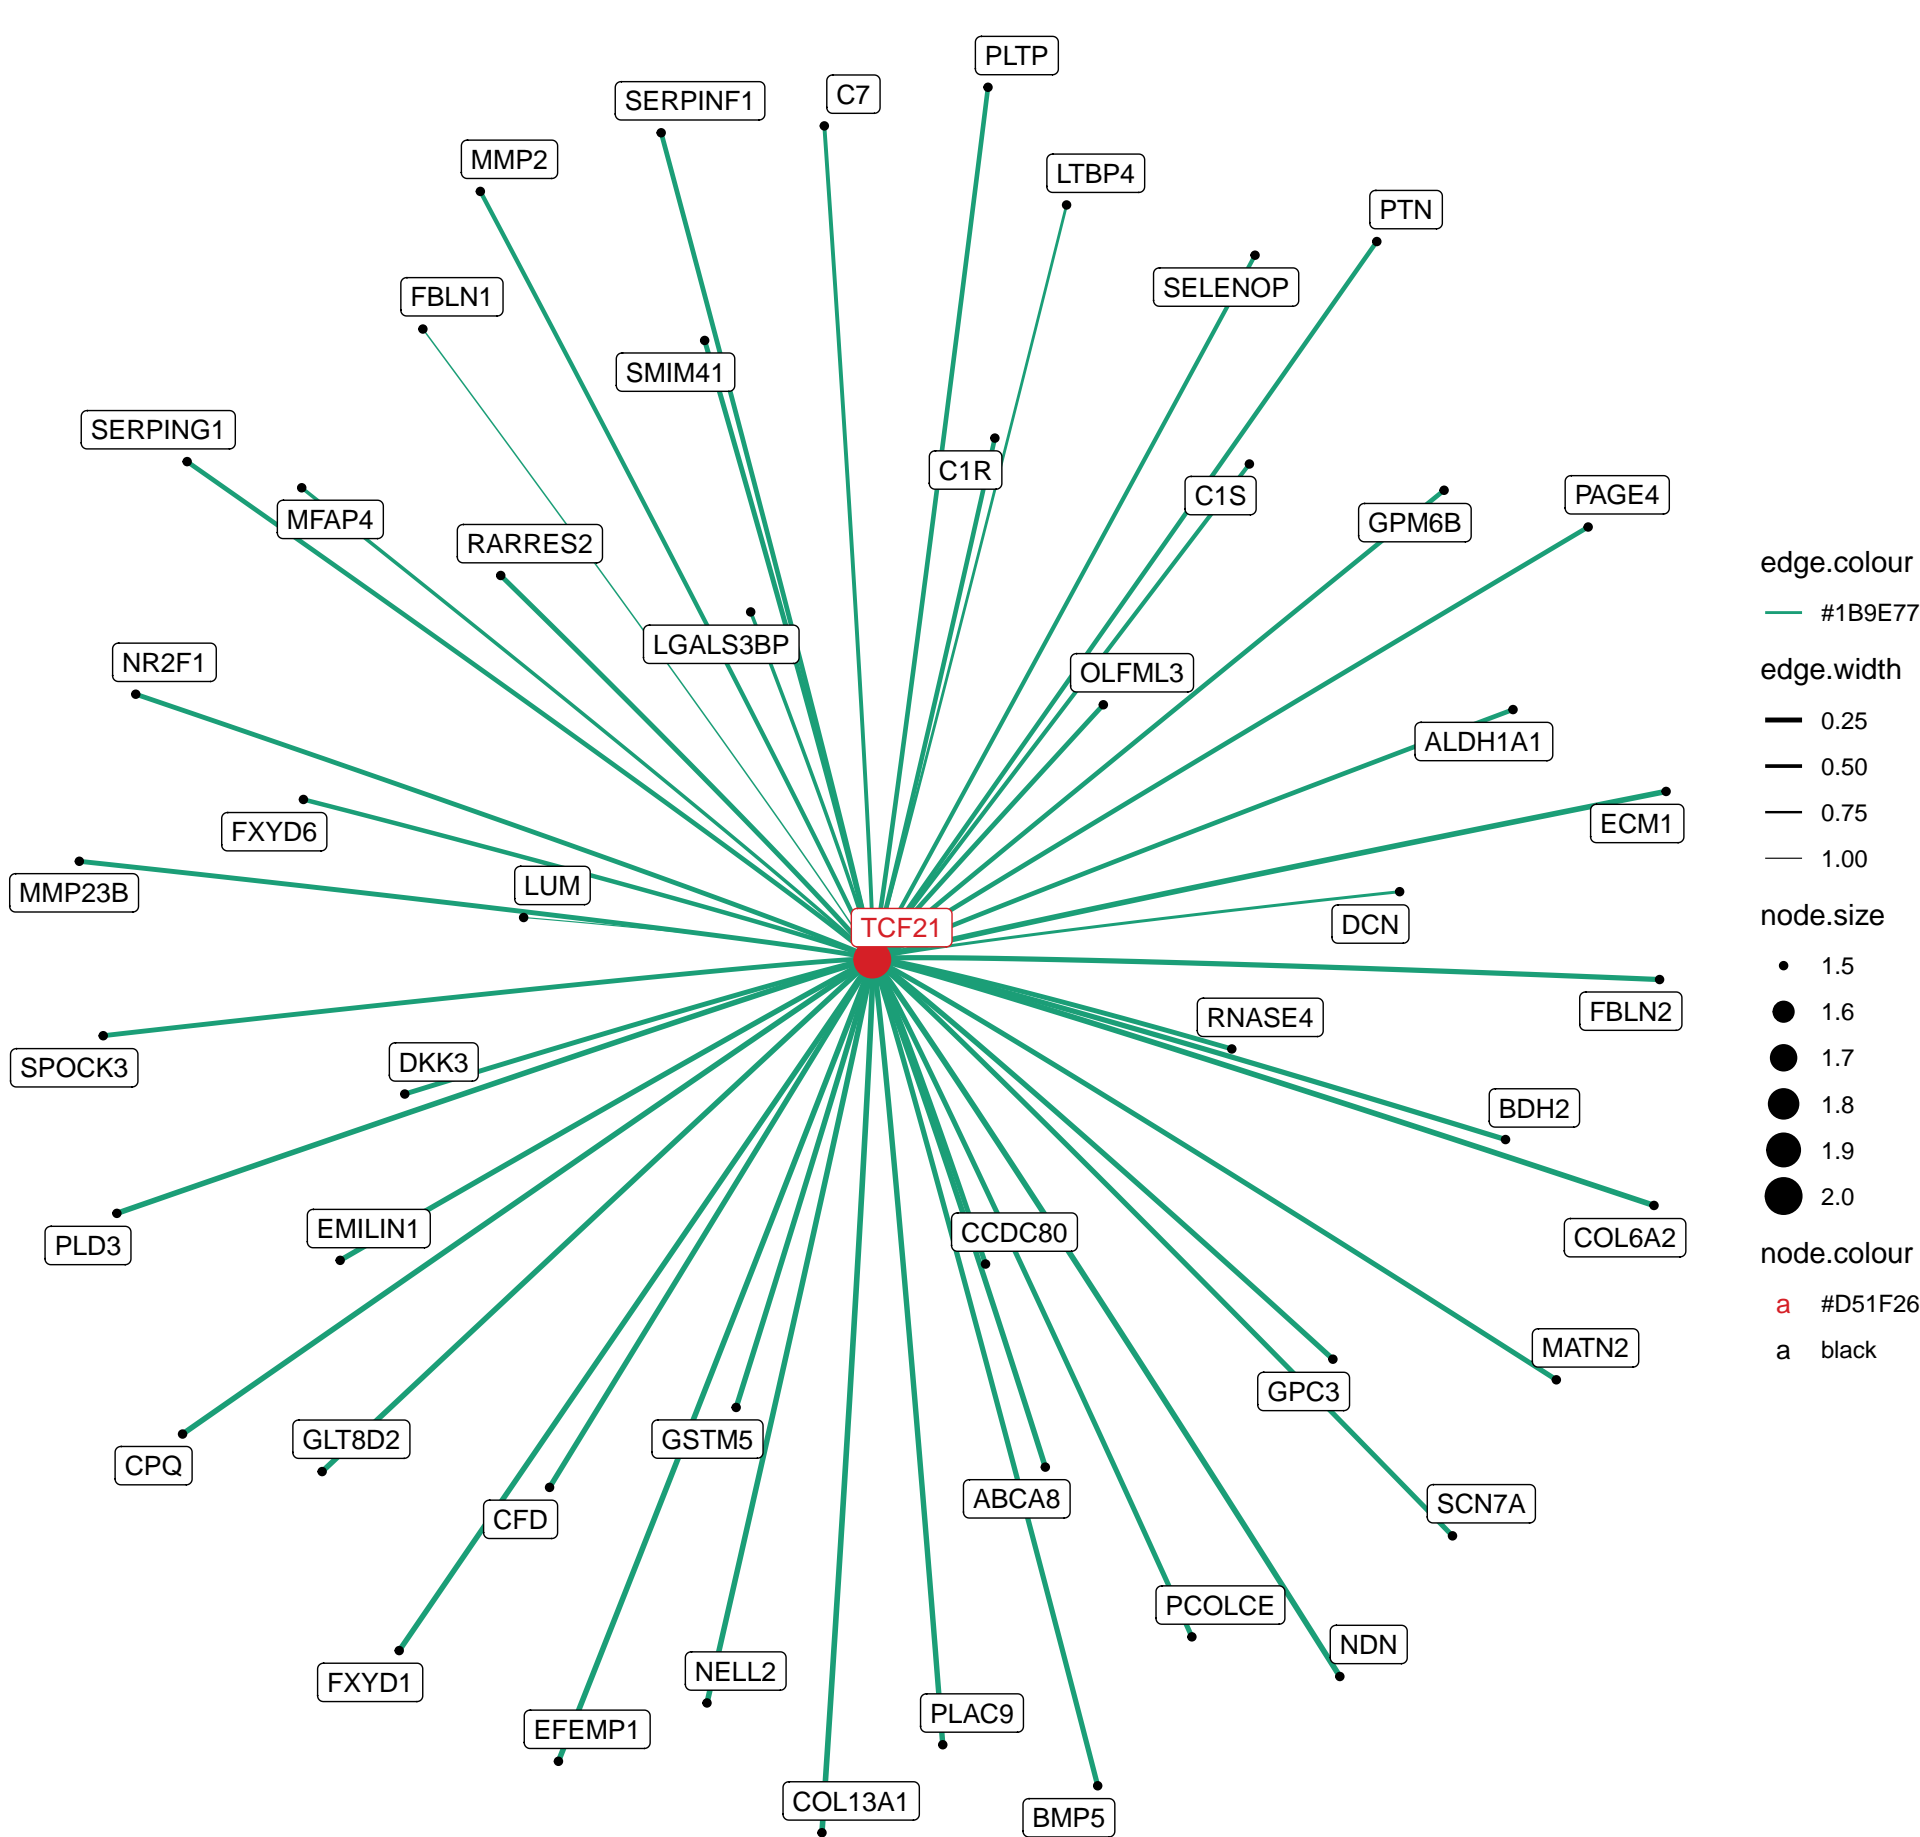 PLTP
C7
SERPINF1
MMP2
LTBP4
PTN
SELENOP
FBLN1
SMIM41
SERPING1
C1R
C1S
PAGE4
MFAP4
GPM6B
RARRES2
LGALS3BP
NR2F1
OLFML3
ALDH1A1
ECM1
FXYD6
LUM
MMP23B
DCN
TCF21
FBLN2
RNASE4
SPOCK3
DKK3
BDH2
EMILIN1
CCDC80
COL6A2
PLD3
MATN2
GPC3
GLT8D2
GSTM5
CPQ
ABCA8
SCN7A
CFD
PCOLCE
NDN
NELL2
FXYD1
PLAC9
EFEMP1
COL13A1
BMP5
edge.colour
#1B9E77
edge.width
0.25
0.50
0.75
1.00
node.size
1.5
1.6
1.7
1.8
1.9
2.0
node.colour
a #D51F26
a black